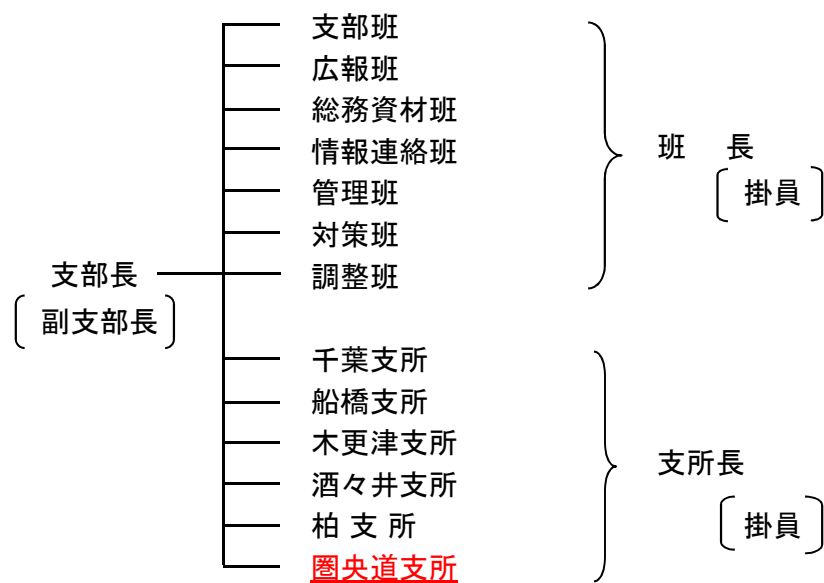 支部長
副支部長
支部班
広報班
総務資材班
情報連絡班
管理班
対策班
調整班
班　長
掛員
千葉支所
船橋支所
木更津支所
酒々井支所
柏 支 所
圏央道支所
支所長
掛員